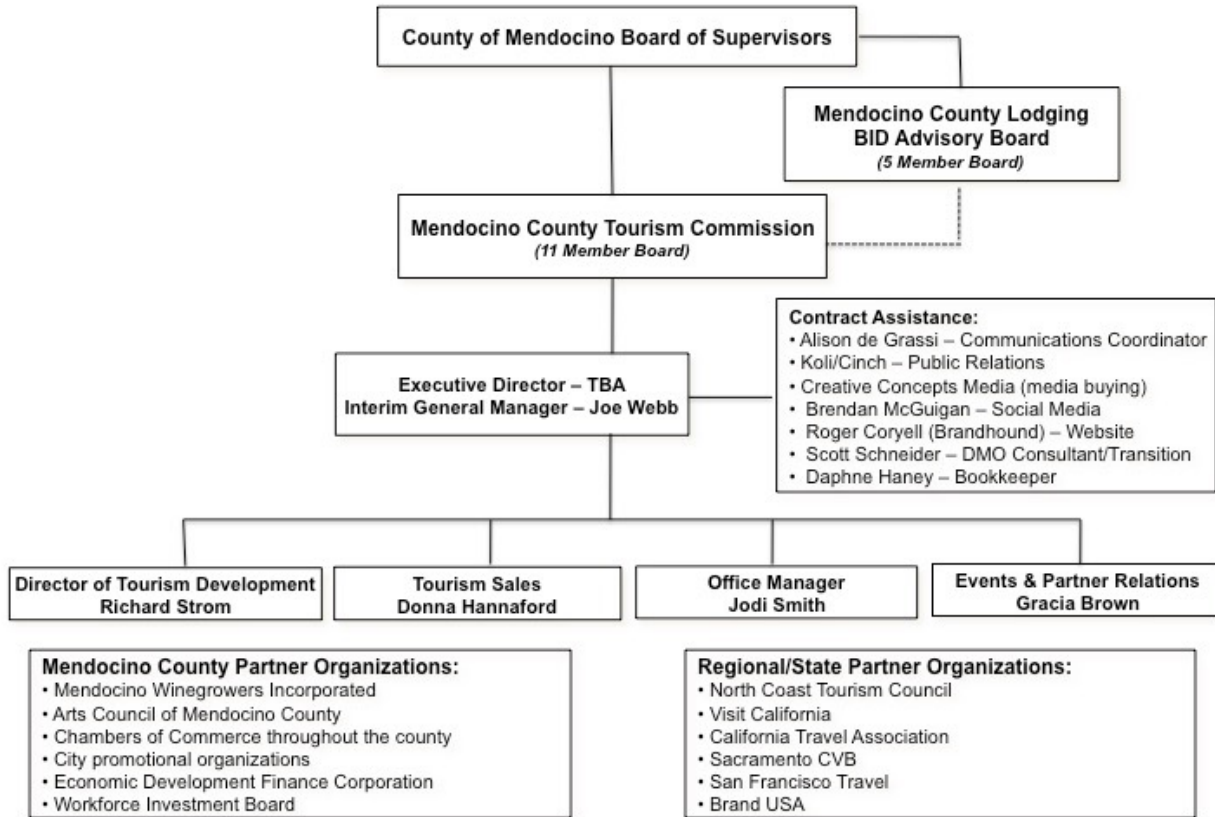 County of Mendocino Board of Supervisors
Mendocino County Lodging
BID Advisory Board
(5 Member Board)
Mendocino County Tourism Commission
(11 Member Board)
Contract Assistance:
• Alison de Grassi – Communications Coordinator
• Koli/Cinch – Public Relations
• Creative Concepts Media (media buying)
• Brendan McGuigan – Social Media
• Roger Coryell (Brandhound) – Website
• Scott Schneider – DMO Consultant/Transition
• Daphne Haney – Bookkeeper
Executive Director – TBA
Interim General Manager – Joe Webb
Director of Tourism Development
Richard Strom
Tourism Sales
Donna Hannaford
Office Manager
Jodi Smith
Events & Partner Relations
Gracia Brown
Mendocino County Partner Organizations:
• Mendocino Winegrowers Incorporated
• Arts Council of Mendocino County
• Chambers of Commerce throughout the county
• City promotional organizations
• Economic Development Finance Corporation
• Workforce Investment Board
Regional/State Partner Organizations:
• North Coast Tourism Council
• Visit California
• California Travel Association
• Sacramento CVB
• San Francisco Travel
• Brand USA